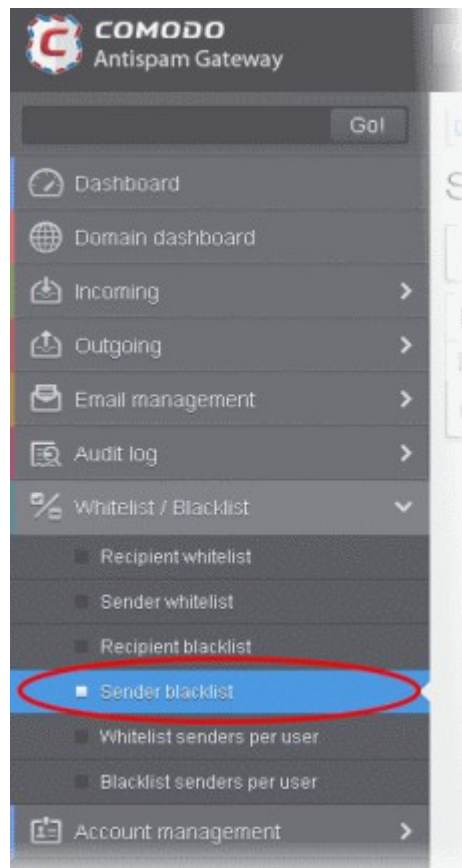 COMODO
Antispam Gateway
Go!
Dashboard
Domain dashboard
Incoming
Outgoing
Email management
Audit log
Whitelist / Blacklist
Recipient whitelist
Sender whitelist
Recipient blacklist
Sender blacklist
Whitelist senders per user
Blacklist senders per user
Account management